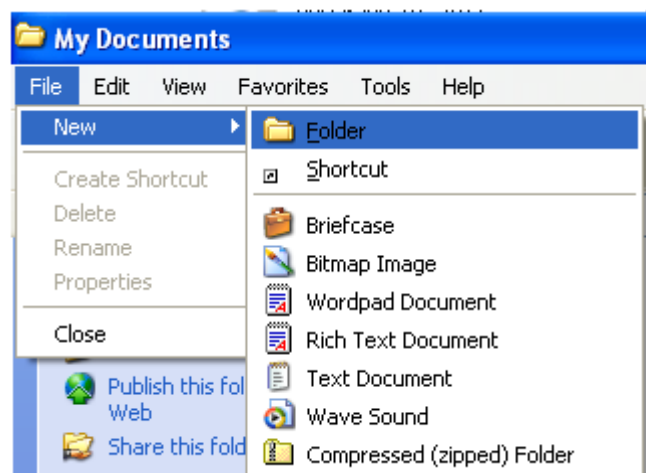 My Documents
File Edit View Favorites Tools Help
New
Create Shortcut
Delete
Rename
Properties
Close
Folder
Shortcut
Briefcase
Bitmap Image
Wordpad Document
Rich Text Document
Text Document
Wave Sound
Compressed (zipped) Folder
Publish this fol
Web
Share this fold